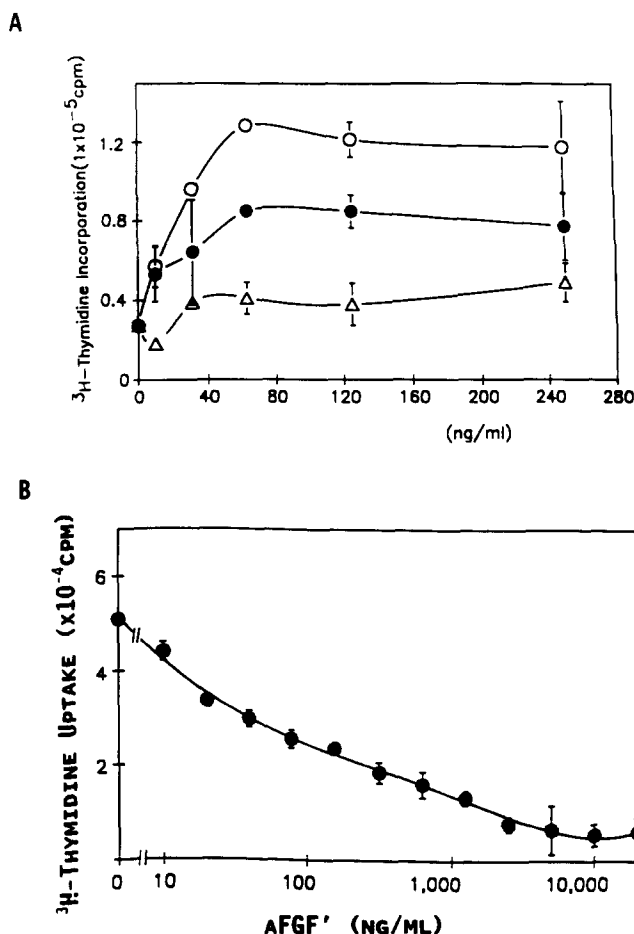 A
³H-Thymidine Incorporation(1x10⁻⁵cpm)
1.2
0.8
0.4
0
0 40 80 120 160 200 240 280
(ng/ml)
B
³H-THYMIDINE UPTAKE (x10⁻⁴CPM)
6
4
2
0 10 100 1,000 10,000
AFGF' (NG/ML)